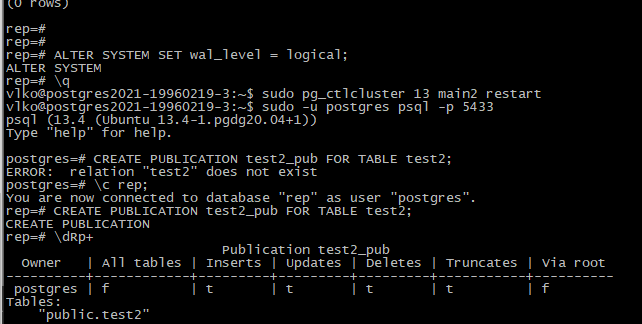 (0 rows)
rep=#
rep=#
rep=# ALTER SYSTEM SET wal_level = logical;
ALTER SYSTEM
rep=# \q
vlko@postgres2021-19960219-3:~$ sudo pg_ctlcluster 13 main2 restart
vlko@postgres2021-19960219-3:~$ sudo -u postgres psql -p 5433
psql (13.4 (Ubuntu 13.4-1.pgdg20.04+1))
Type "help" for help.
postgres=# CREATE PUBLICATION test2_pub FOR TABLE test2;
ERROR:  relation "test2" does not exist
postgres=# \c rep;
You are now connected to database "rep" as user "postgres".
rep=# CREATE PUBLICATION test2_pub FOR TABLE test2;
CREATE PUBLICATION
rep=# \dRp+
                           Publication test2_pub
  Owner   | All tables | Inserts | Updates | Deletes | Truncates | Via root
----------+------------+---------+---------+---------+-----------+----------
 postgres | f          | t       | t       | t       | t         | f
Tables:
    "public.test2"